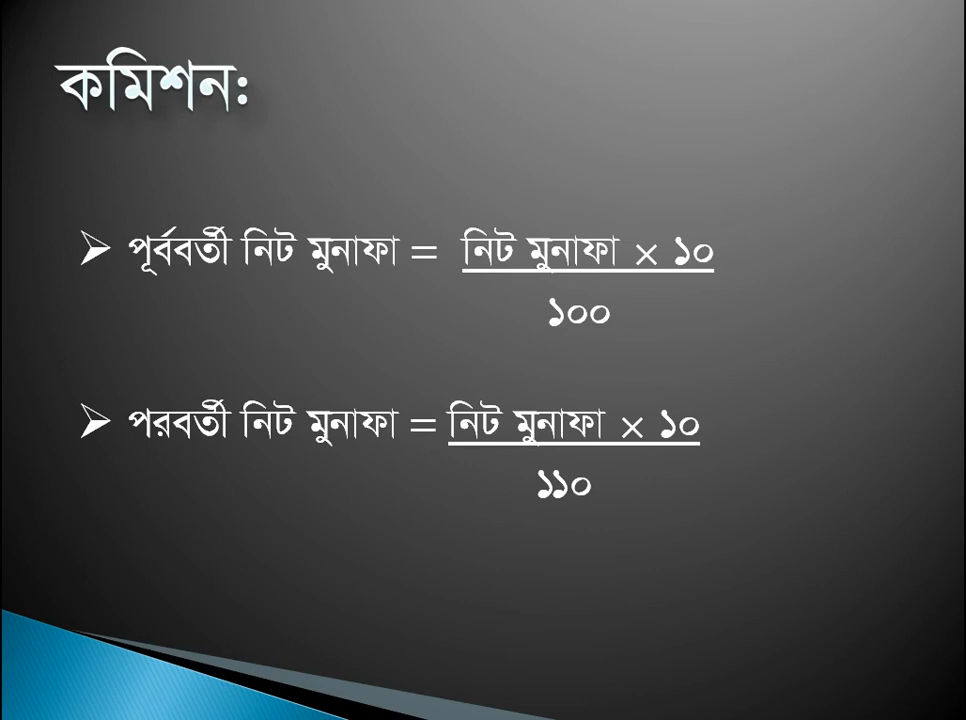 কমিশনঃ
➢ পূর্ববর্তী নিট মুনাফা = নিট মুনাফা × ১০
১০০
➢ পরবর্তী নিট মুনাফা = নিট মুনাফা × ১০
১১০